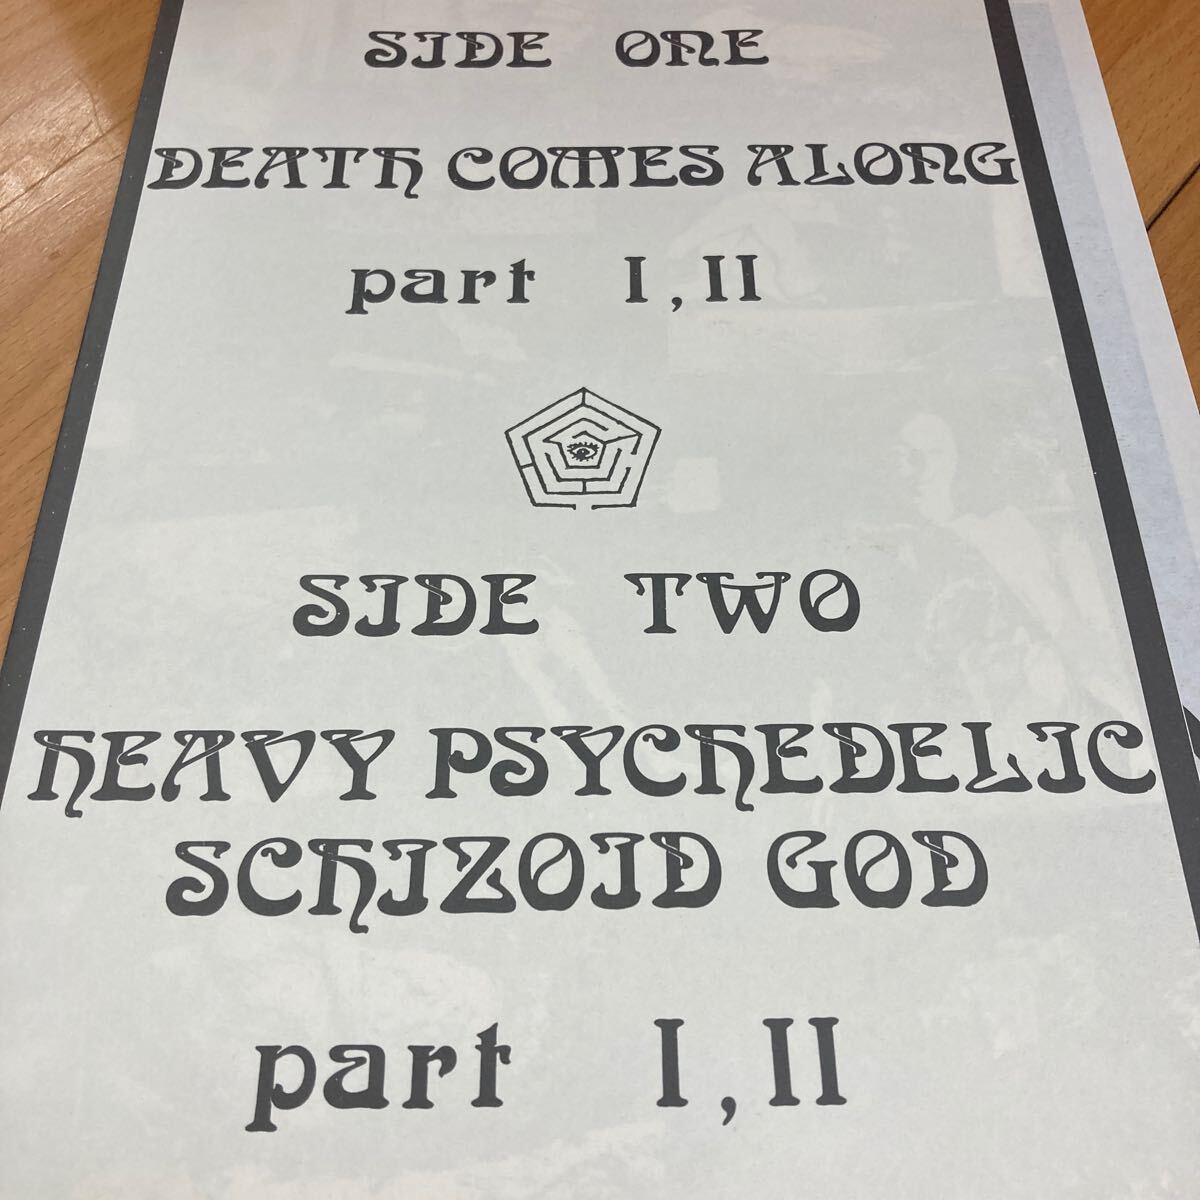 SIDE ONE
DEATH COMES ALONG
part I, II
SIDE TWO
HEAVY PSYCHEDELIC
SCHIZOID GOD
part I, II